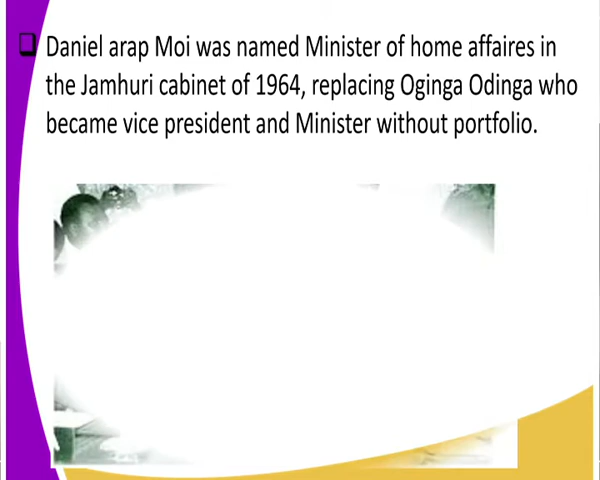 Daniel arap Moi was named Minister of home affaires in
the Jamhuri cabinet of 1964, replacing Oginga Odinga who
became vice president and Minister without portfolio.